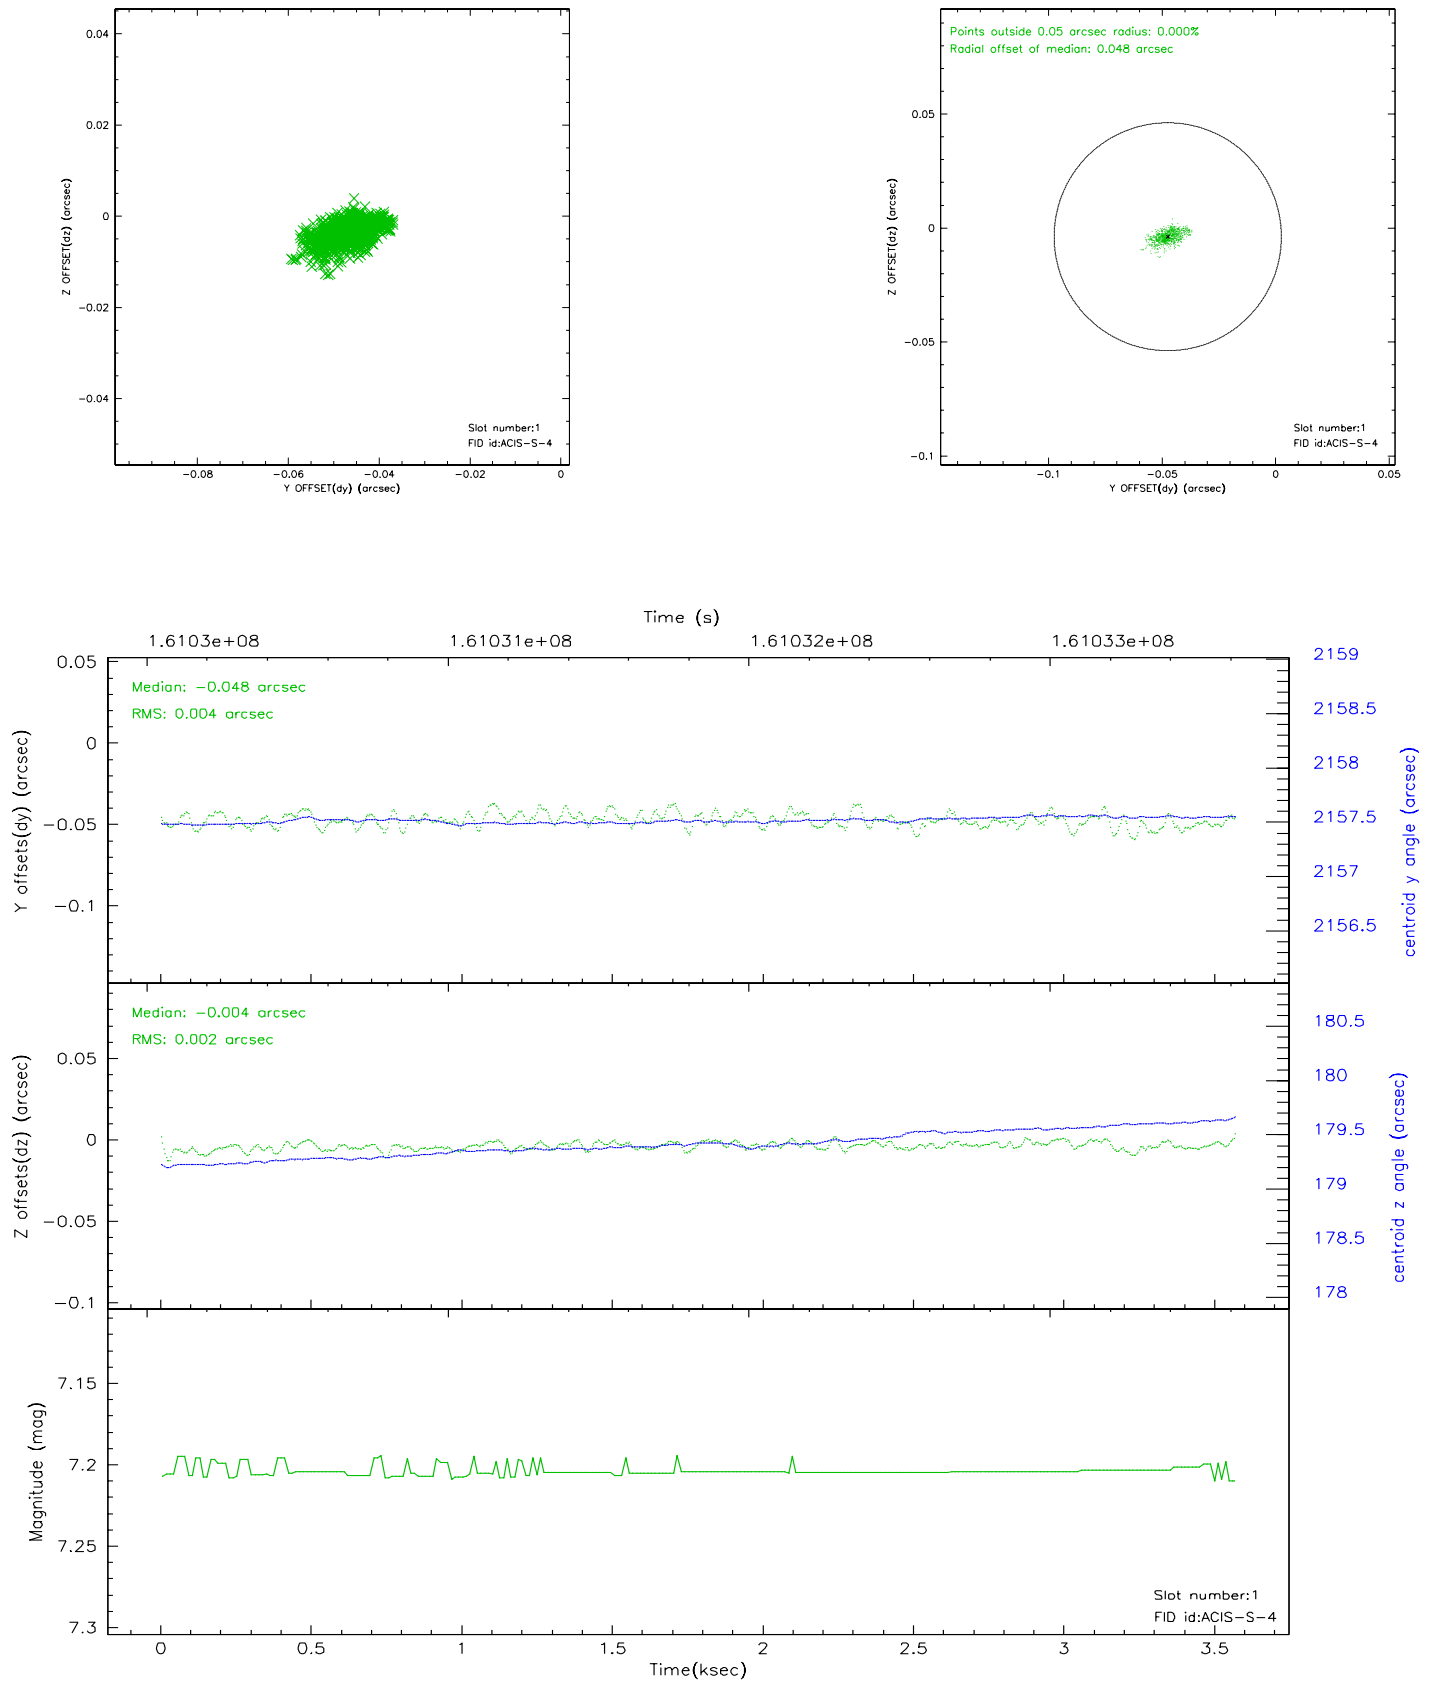 0.04
0.02
0
−0.02
−0.04
Z OFFSET(dz) (arcsec)
Slot number:1
FID id:ACIS−S−4
−0.08
−0.06
−0.04
−0.02
0
Y OFFSET(dy) (arcsec)
Points outside 0.05 arcsec radius: 0.000%
Radial offset of median: 0.048 arcsec
0.05
0
−0.05
−0.1
Z OFFSET(dz) (arcsec)
Slot number:1
FID id:ACIS−S−4
−0.1
−0.05
0
0.05
Y OFFSET(dy) (arcsec)
Time (s)
1.6103e+08
1.61031e+08
1.61032e+08
1.61033e+08
0.05
0
−0.05
−0.1
Y offsets(dy) (arcsec)
Median: −0.048 arcsec
RMS: 0.004 arcsec
2159
2158.5
2158
2157.5
2157
2156.5
centroid y angle (arcsec)
0.05
0
−0.05
−0.1
Z offsets(dz) (arcsec)
Median: −0.004 arcsec
RMS: 0.002 arcsec
180.5
180
179.5
179
178.5
178
centroid z angle (arcsec)
7.15
7.2
7.25
7.3
Magnitude (mag)
Slot number:1
FID id:ACIS−S−4
0
0.5
1
1.5
2
2.5
3
3.5
Time(ksec)